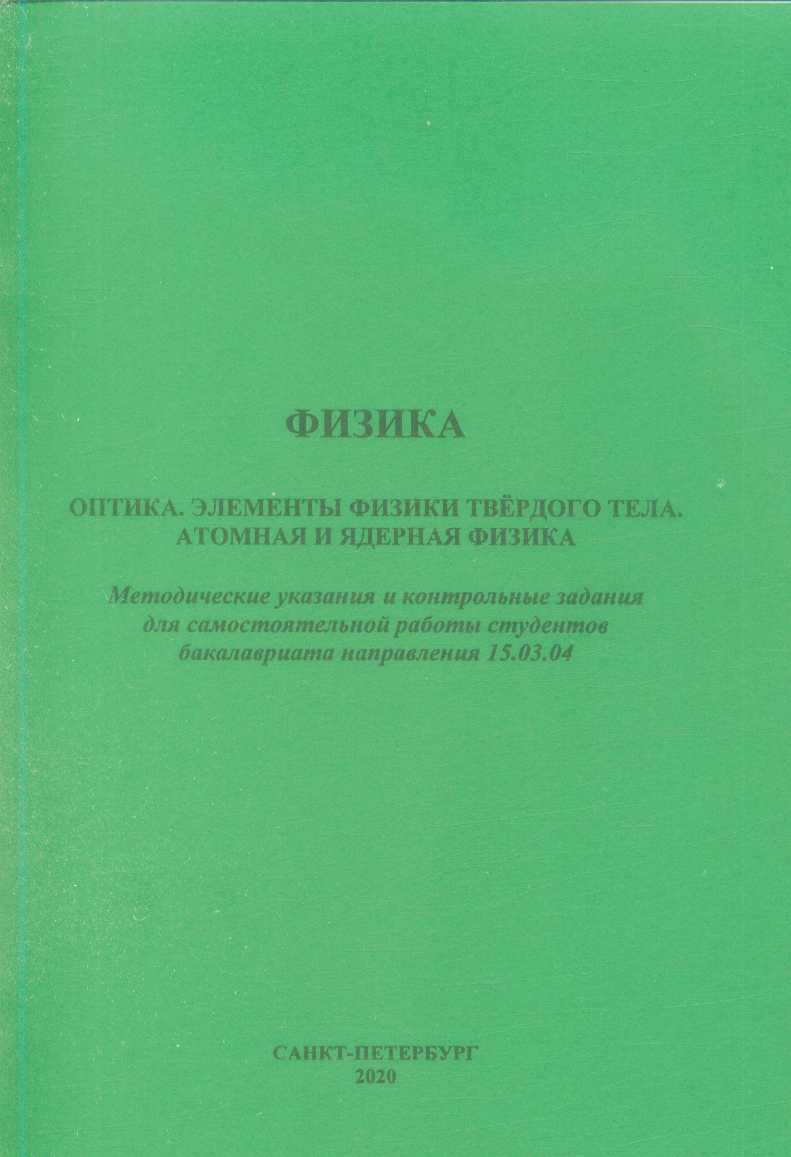 ФИЗИКА
ОПТИКА. ЭЛЕМЕНТЫ ФИЗИКИ ТВЁРДОГО ТЕЛА.
АТОМНАЯ И ЯДЕРНАЯ ФИЗИКА
Методические указания и контрольные задания
для самостоятельной работы студентов
бакалавриата направления 15.03.04
САНКТ-ПЕТЕРБУРГ
2020